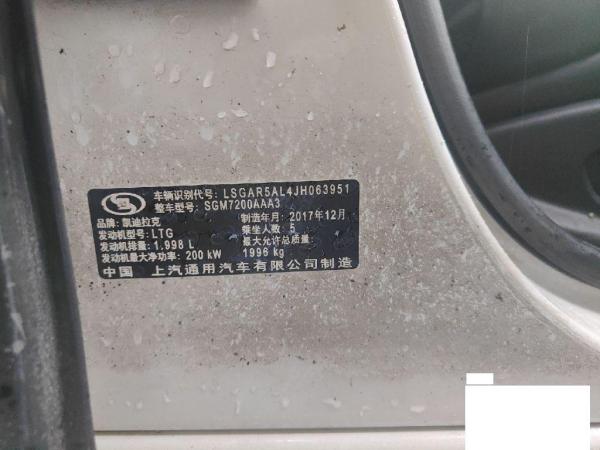 车辆识别代号: LSGAR5AL4JH063951
整车型号: SGM7200AAA3
品牌: 凯迪拉克 制造年月: 2017年12月
发动机型号: LTG 乘坐人数: 5
发动机排量: 1.998 L 最大允许总质量:
发动机最大净功率: 200 kW 1996 kg
中国 上汽通用汽车有限公司制造